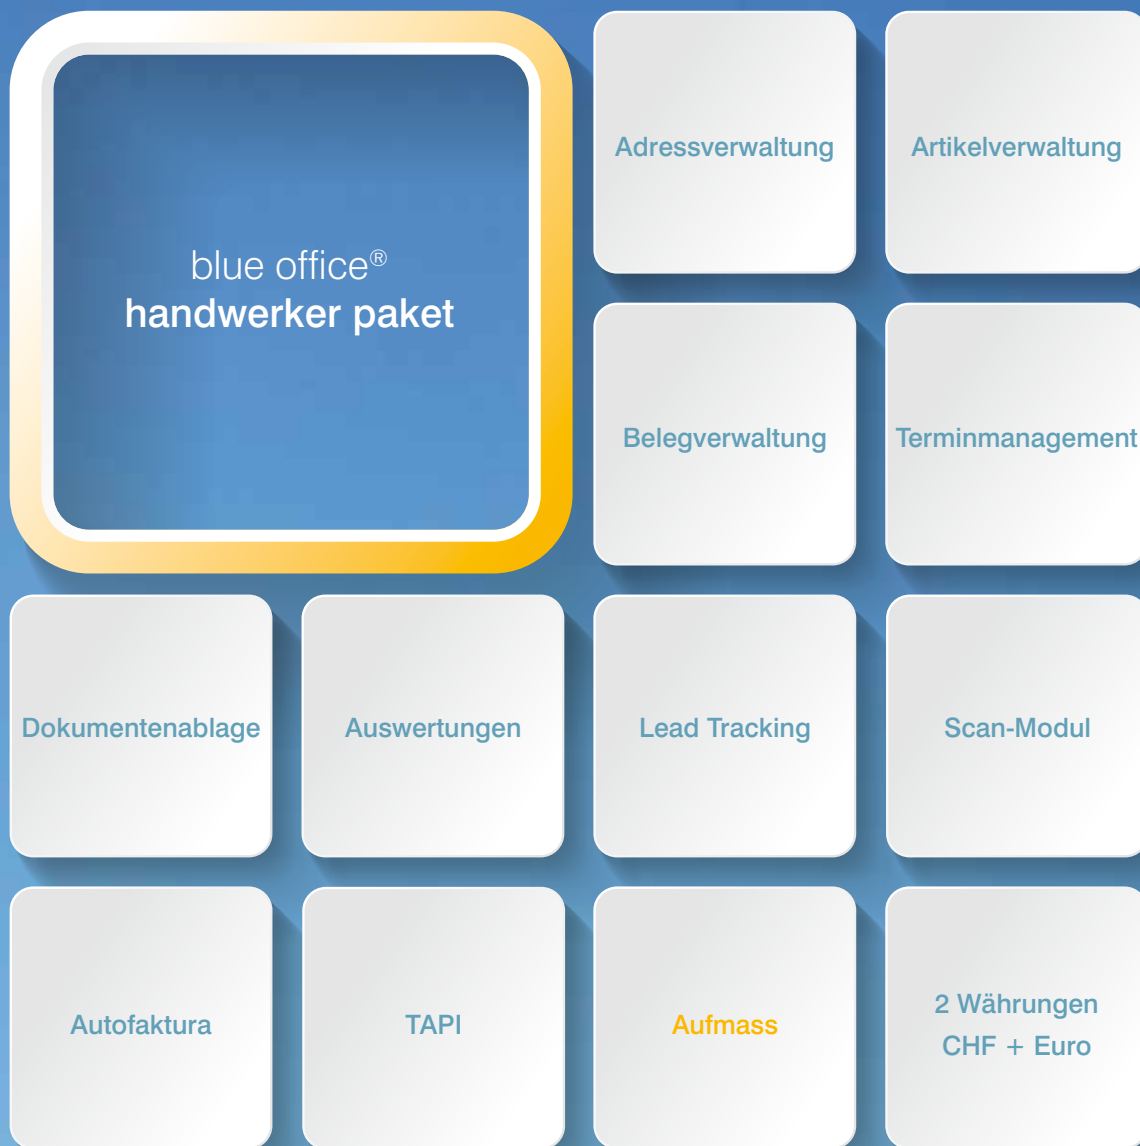 blue office®
handwerker paket
Adressverwaltung
Artikelverwaltung
Belegverwaltung
Terminmanagement
Dokumentenablage
Auswertungen
Lead Tracking
Scan-Modul
Autofaktura
TAPI
Aufmass
2 Währungen
CHF + Euro